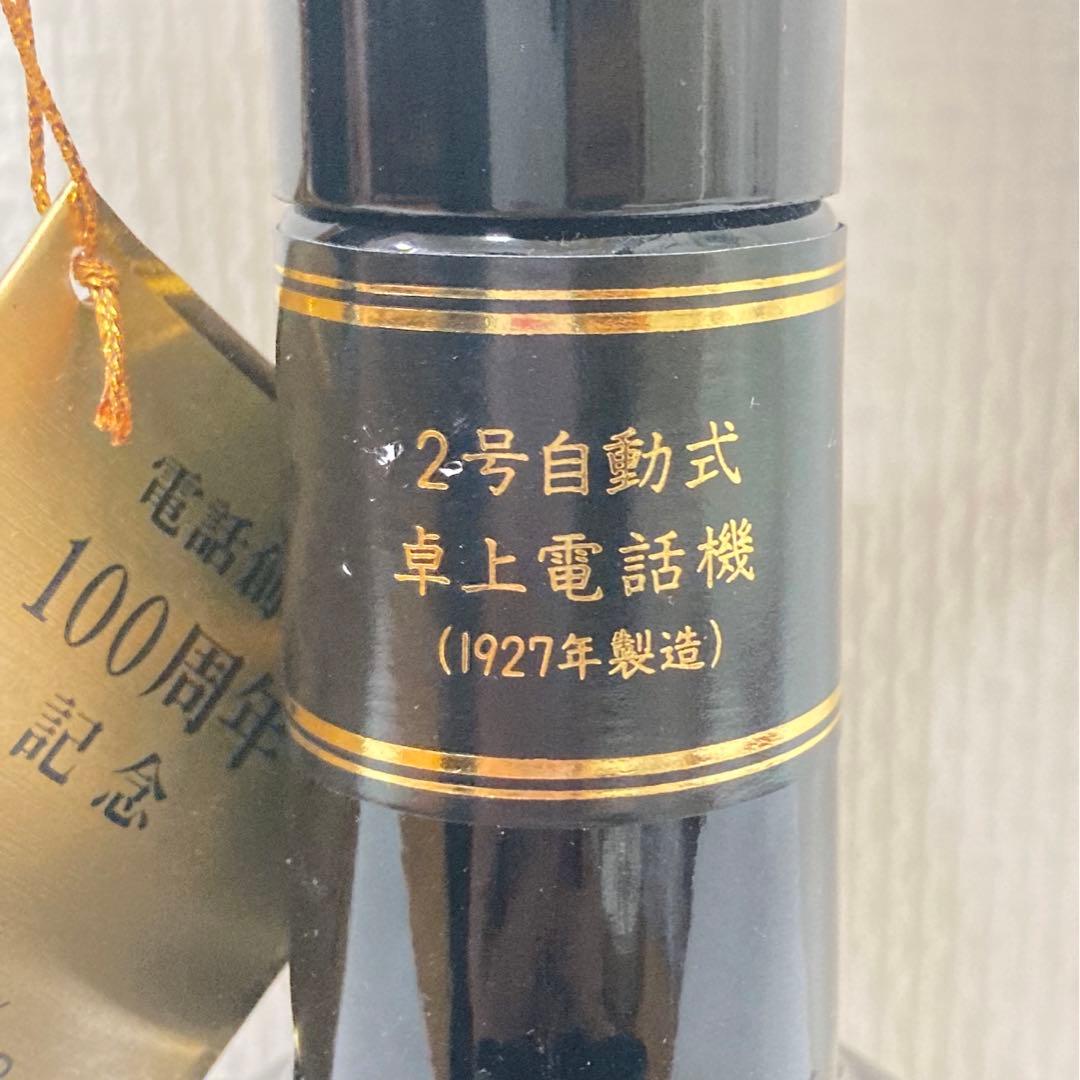 2号自動式
卓上電話機
(1927年製造)
電話創
100周年
記念